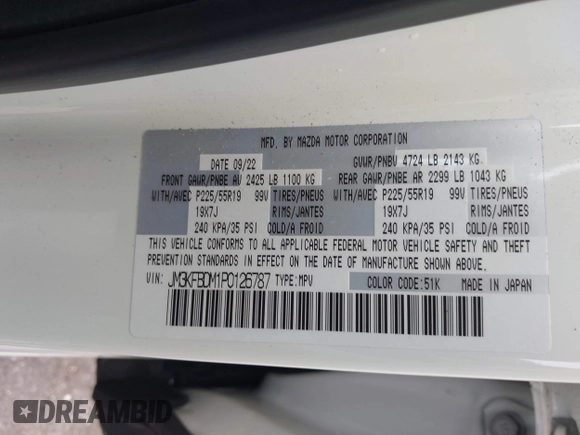 MFD. BY MAZDA MOTOR CORPORATION
DATE 09/22 GVWR/PNBV 4724 LB 2143 KG
FRONT GAWR/PNBE AV 2425 LB 1100 KG REAR GAWR/PNBE AR 2299 LB 1043 KG
WITH/AVEC P225/55R19 99V TIRES/PNEUS WITH/AVEC P225/55R19 99V TIRES/PNEUS
19X7J RIMS/JANTES 19X7J RIMS/JANTES
240 KPA/35 PSI COLD/A FROID 240 KPA/35 PSI COLD/A FROID
THIS VEHICLE CONFORMS TO ALL APPLICABLE FEDERAL MOTOR VEHICLE SAFETY AND THEFT
PREVENTION STANDARDS IN EFFECT ON THE DATE OF MANUFACTURE SHOWN ABOVE.
VIN: JM3KFBDM1P0125787 TYPE:MPV COLOR CODE:51K MADE IN JAPAN
DREAMBID